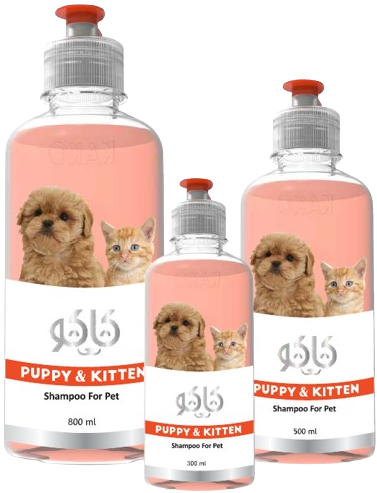 کاکو
PUPPY & KITTEN
Shampoo For Pet
800 ml
کاکو
PUPPY & KITTEN
Shampoo For Pet
300 ml
کاکو
PUPPY & KITTEN
Shampoo For Pet
500 ml